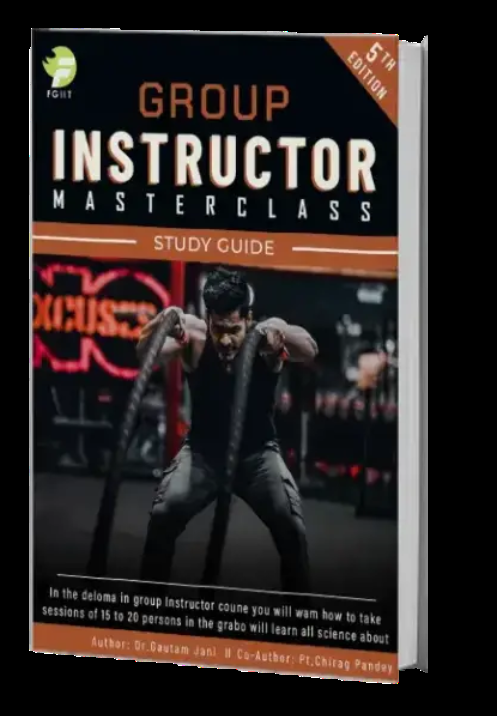 FGIIT
5TH
EDITION
GROUP
INSTRUCTOR
MASTERCLASS
STUDY GUIDE
XCUSES
In the deloma in group Instructor coune you will wam how to take
sessions of 15 to 20 persons in the grabo will learn all science about
Author: Dr.Gautam Jani || Co-Author: Pt.Chirag Pandey